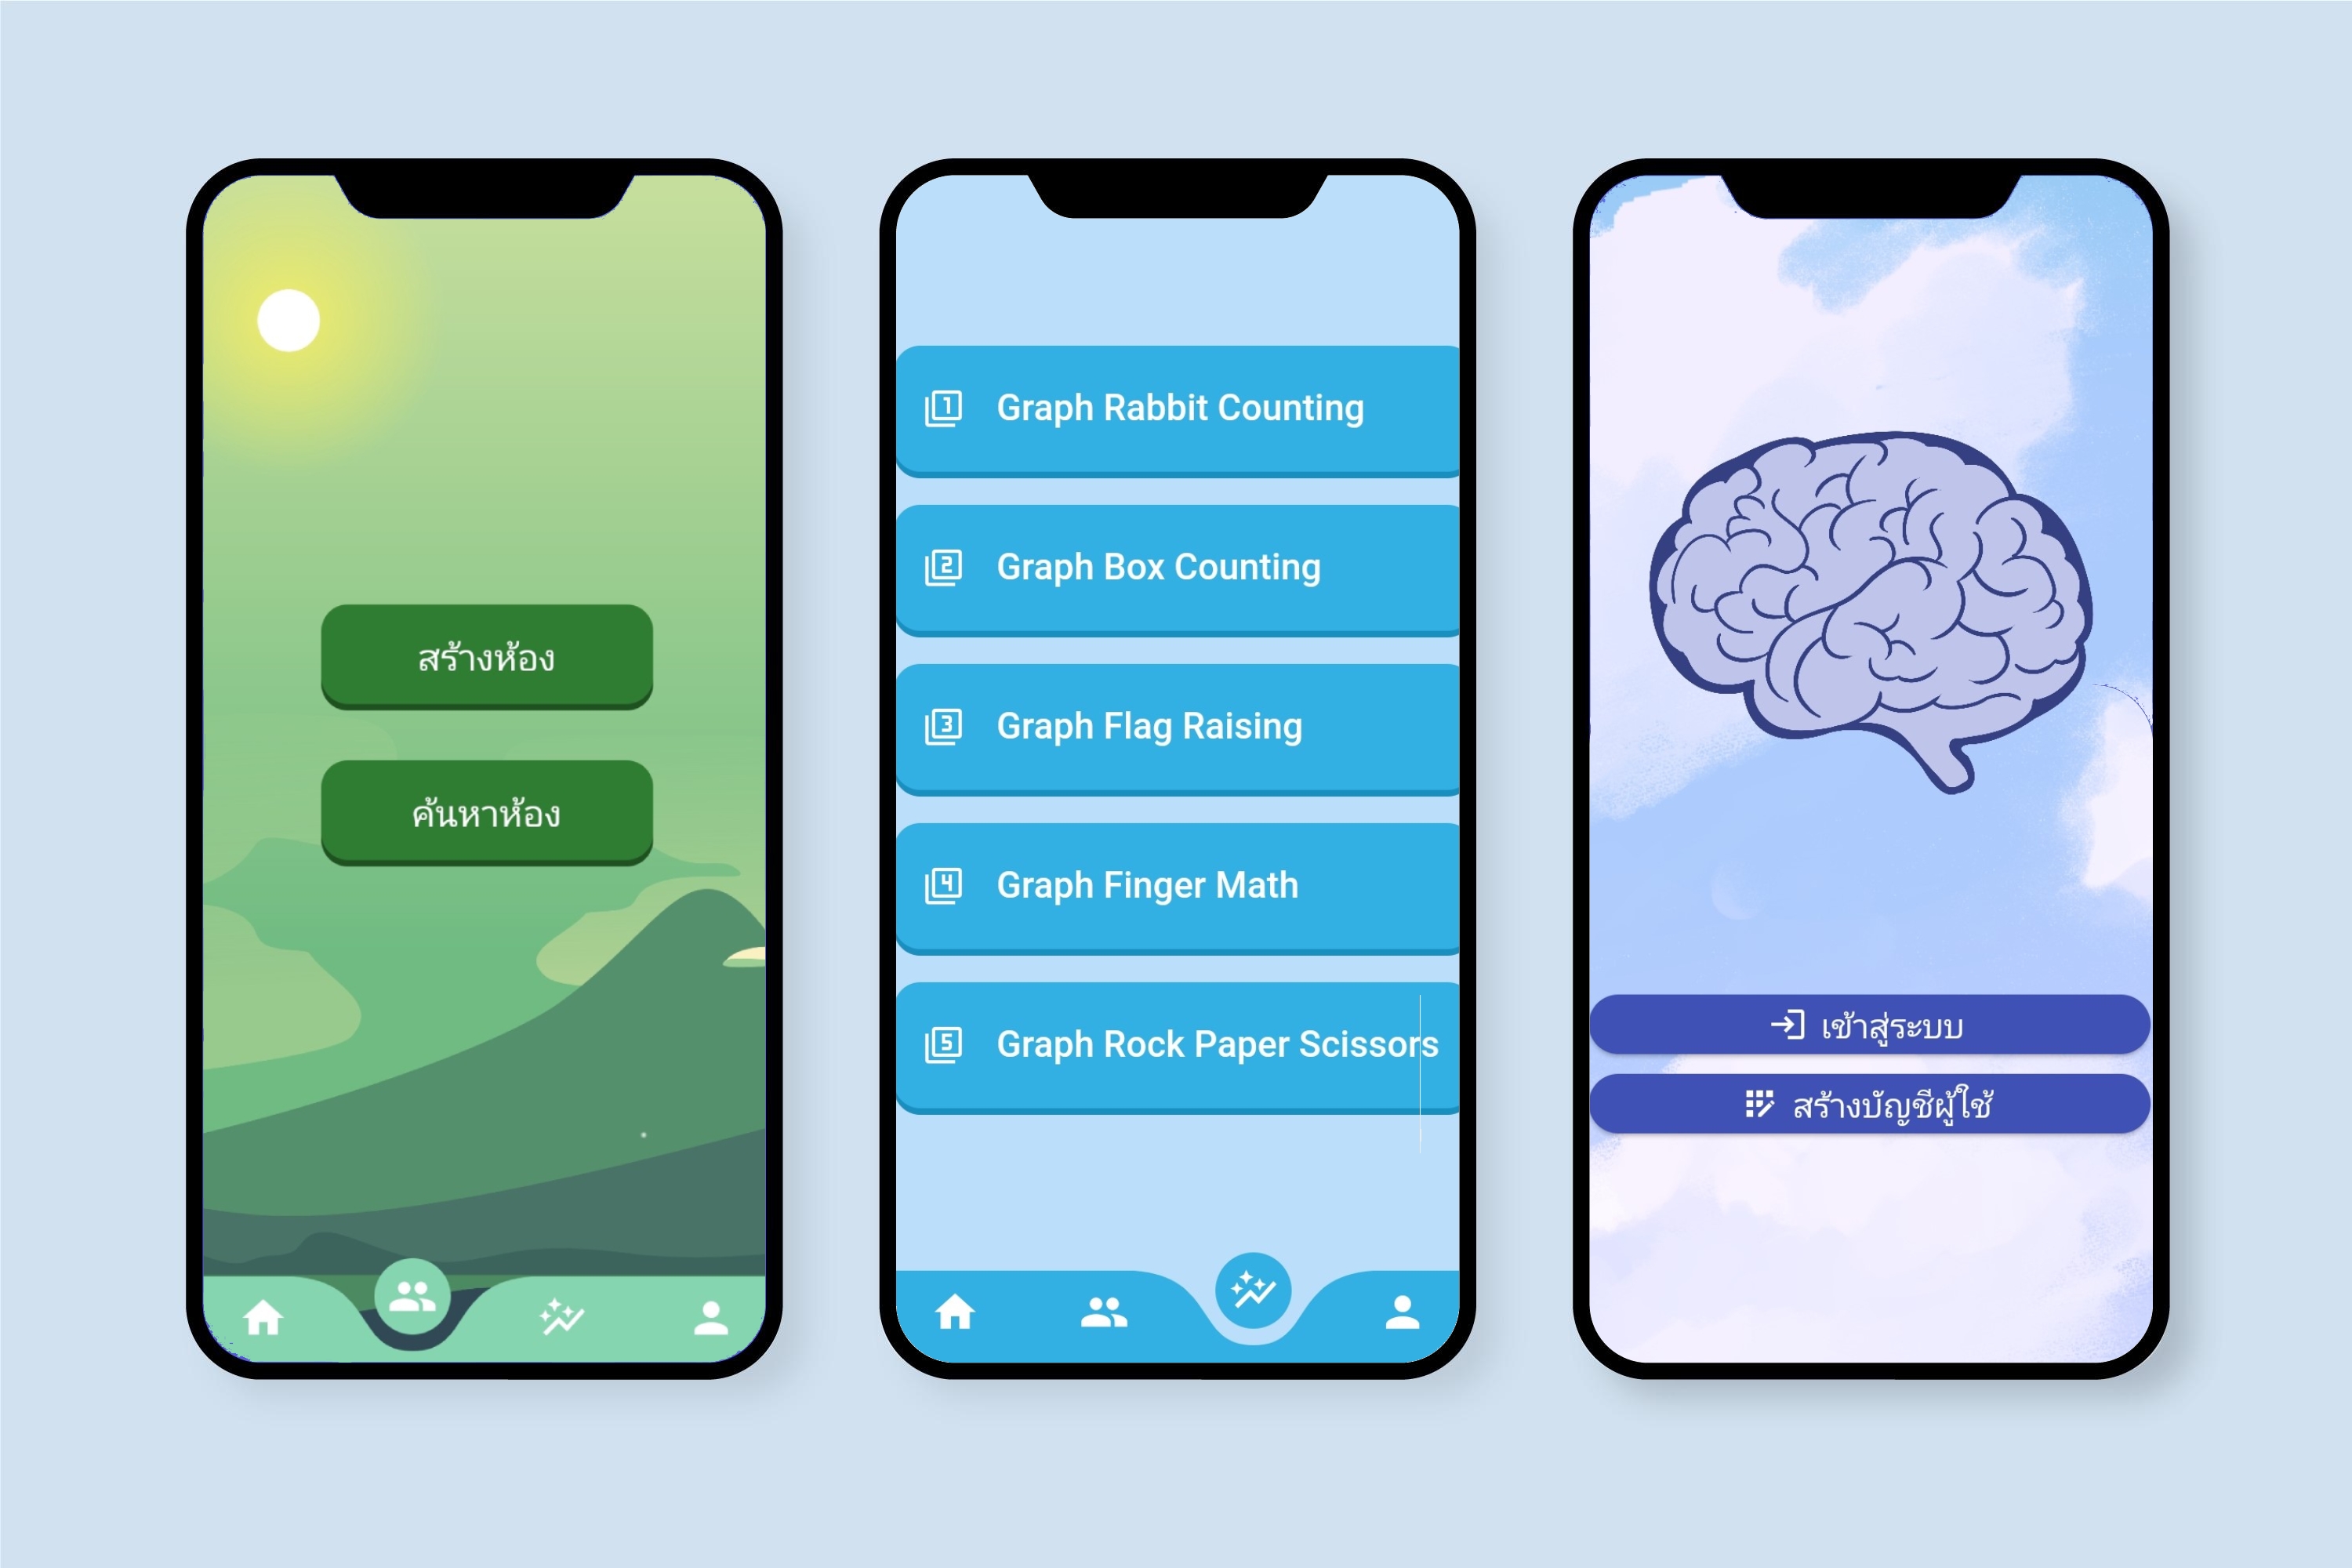 สร้างห้อง
ค้นหาห้อง
1 Graph Rabbit Counting
2 Graph Box Counting
3 Graph Flag Raising
4 Graph Finger Math
5 Graph Rock Paper Scissors
เข้าสู่ระบบ
สร้างบัญชีผู้ใช้